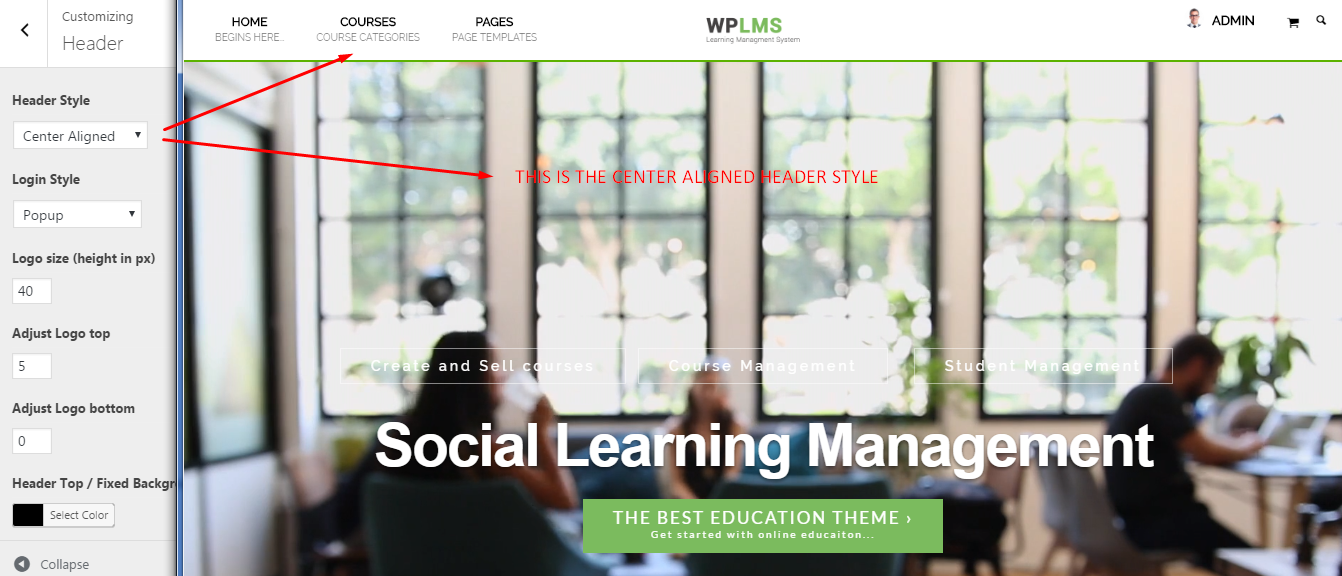 Customizing
Header
Header Style
Center Aligned
Login Style
Popup
Logo size (height in px)
40
Adjust Logo top
5
Adjust Logo bottom
0
Header Top / Fixed Backgr
Select Color
Collapse
HOME
BEGINS HERE..
COURSES
COURSE CATEGORIES
PAGES
PAGE TEMPLATES
WPLMS
Learning Managment System
ADMIN
THIS IS THE CENTER ALIGNED HEADER STYLE
Create and Sell courses
Course Management
Student Management
Social Learning Management
THE BEST EDUCATION THEME ›
Get started with online educaiton...